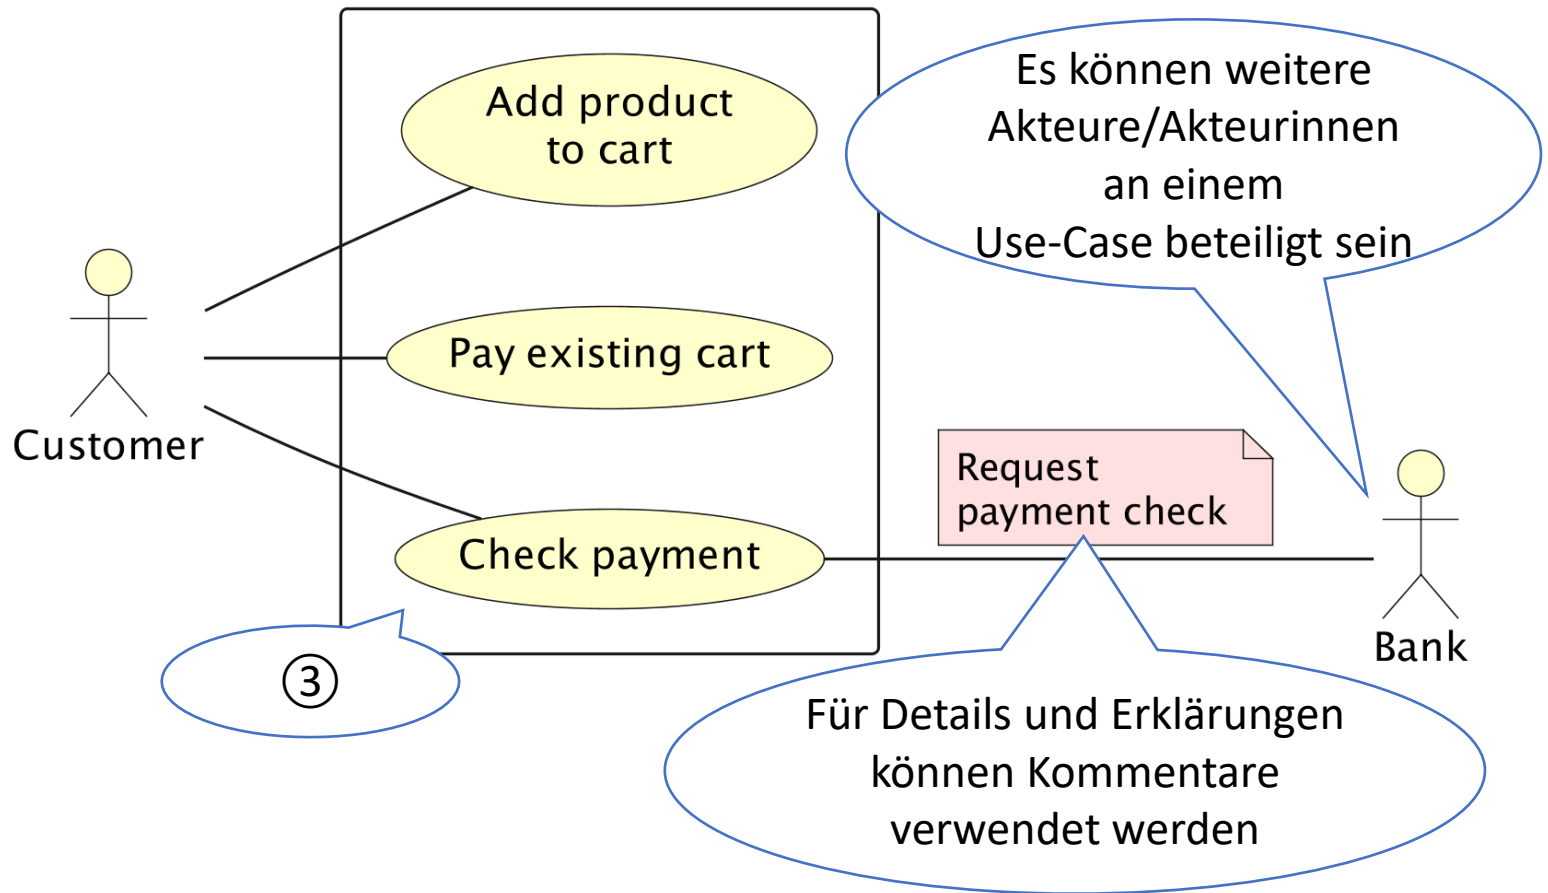 Add product
to cart
Es können weitere
Akteure/Akteurinnen
an einem
Use-Case beteiligt sein
Pay existing cart
Customer
Request
payment check
Check payment
Bank
③
Für Details und Erklärungen
können Kommentare
verwendet werden